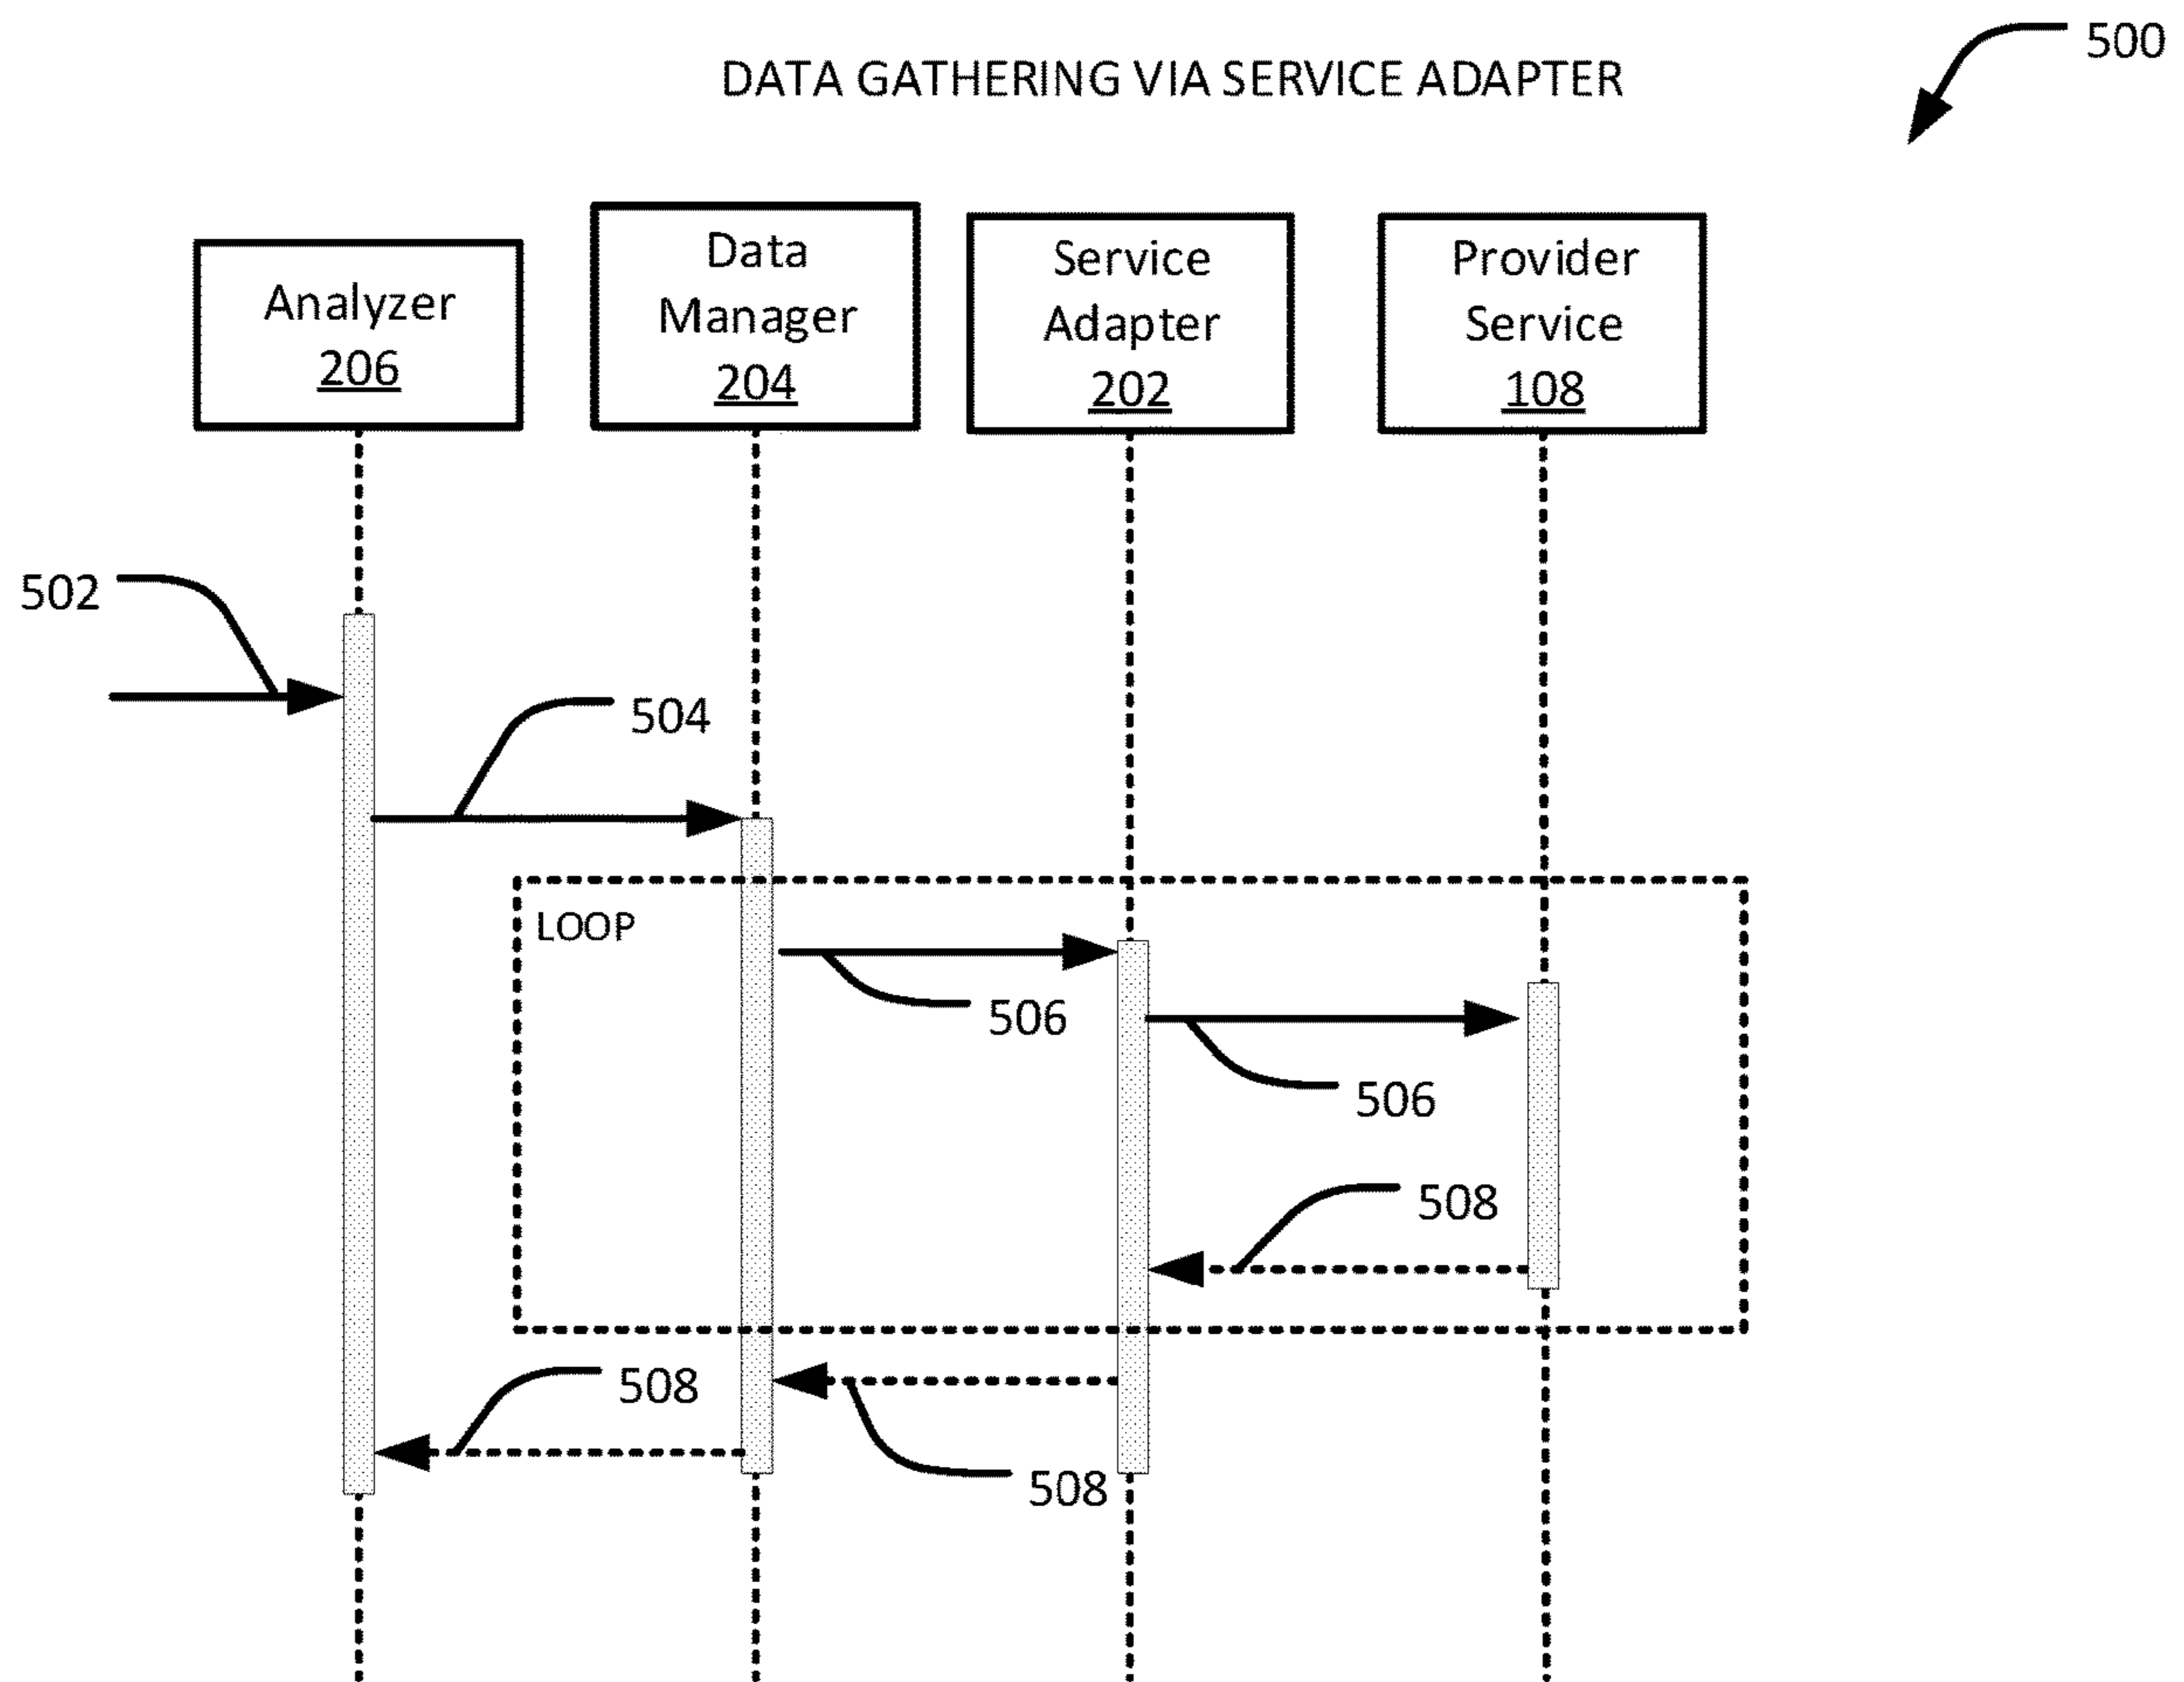 500
DATA GATHERING VIA SERVICE ADAPTER
Analyzer
206
Data
Manager
204
Service
Adapter
202
Provider
Service
108
502
504
LOOP
506
506
508
508
508